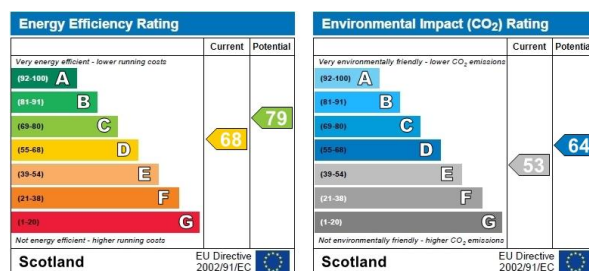 Energy Efficiency Rating
Current Potential
Very energy efficient - lower running costs
(92-100) A
(81-91) B
(69-80) C
(55-68) D
(39-54) E
(21-38) F
(1-20) G
68
79
Not energy efficient - higher running costs
Scotland
EU Directive
2002/91/EC
Environmental Impact (CO₂) Rating
Current Potentia
Very environmentally friendly - lower CO₂ emissions
(92-100) A
(81-91) B
(69-80) C
(55-68) D
(39-54) E
(21-38) F
(1-20) G
53
64
Not environmentally friendly - higher CO₂ emissions
Scotland
EU Directive
2002/91/EC